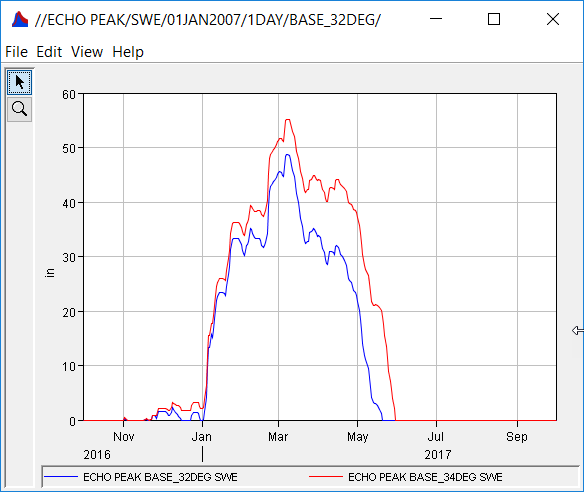 //ECHO PEAK/SWE/01JAN2007/1DAY/BASE_32DEG/
File Edit View Help
60
50
40
30
20
10
0
in
Nov Jan Mar May Jul Sep
2016 2017
ECHO PEAK BASE_32DEG SWE ECHO PEAK BASE_34DEG SWE